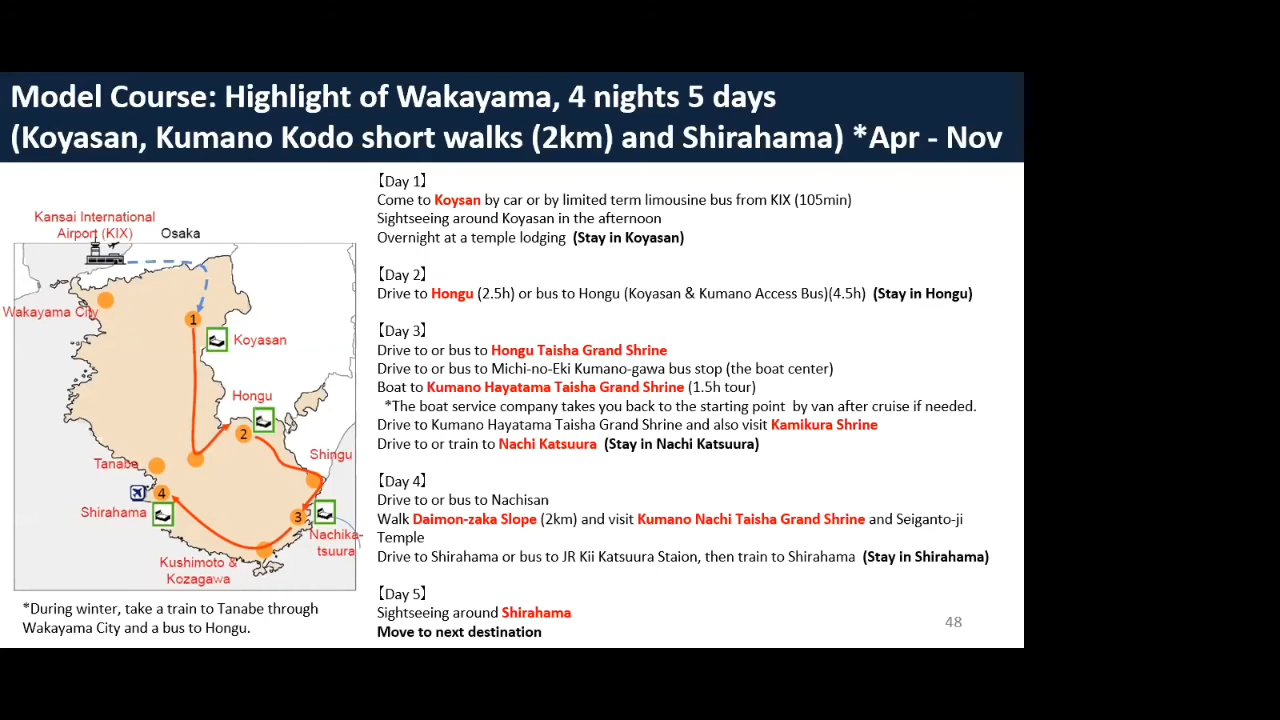 Model Course: Highlight of Wakayama, 4 nights 5 days
(Koyasan, Kumano Kodo short walks (2km) and Shirahama) *Apr - Nov
Kansai International
Airport (KIX)
Osaka
Wakayama City
1
Koyasan
Hongu
2
Shingu
Tanabe
4
Shirahama
3
Nachika-
tsuura
Kushimoto &
Kozagawa
*During winter, take a train to Tanabe through
Wakayama City and a bus to Hongu.
【Day 1】
Come to Koysan by car or by limited term limousine bus from KIX (105min)
Sightseeing around Koyasan in the afternoon
Overnight at a temple lodging (Stay in Koyasan)
【Day 2】
Drive to Hongu (2.5h) or bus to Hongu (Koyasan & Kumano Access Bus)(4.5h) (Stay in Hongu)
【Day 3】
Drive to or bus to Hongu Taisha Grand Shrine
Drive to or bus to Michi-no-Eki Kumano-gawa bus stop (the boat center)
Boat to Kumano Hayatama Taisha Grand Shrine (1.5h tour)
*The boat service company takes you back to the starting point by van after cruise if needed.
Drive to Kumano Hayatama Taisha Grand Shrine and also visit Kamikura Shrine
Drive to or train to Nachi Katsuura (Stay in Nachi Katsuura)
【Day 4】
Drive to or bus to Nachisan
Walk Daimon-zaka Slope (2km) and visit Kumano Nachi Taisha Grand Shrine and Seiganto-ji
Temple
Drive to Shirahama or bus to JR Kii Katsuura Staion, then train to Shirahama (Stay in Shirahama)
【Day 5】
Sightseeing around Shirahama
Move to next destination
48